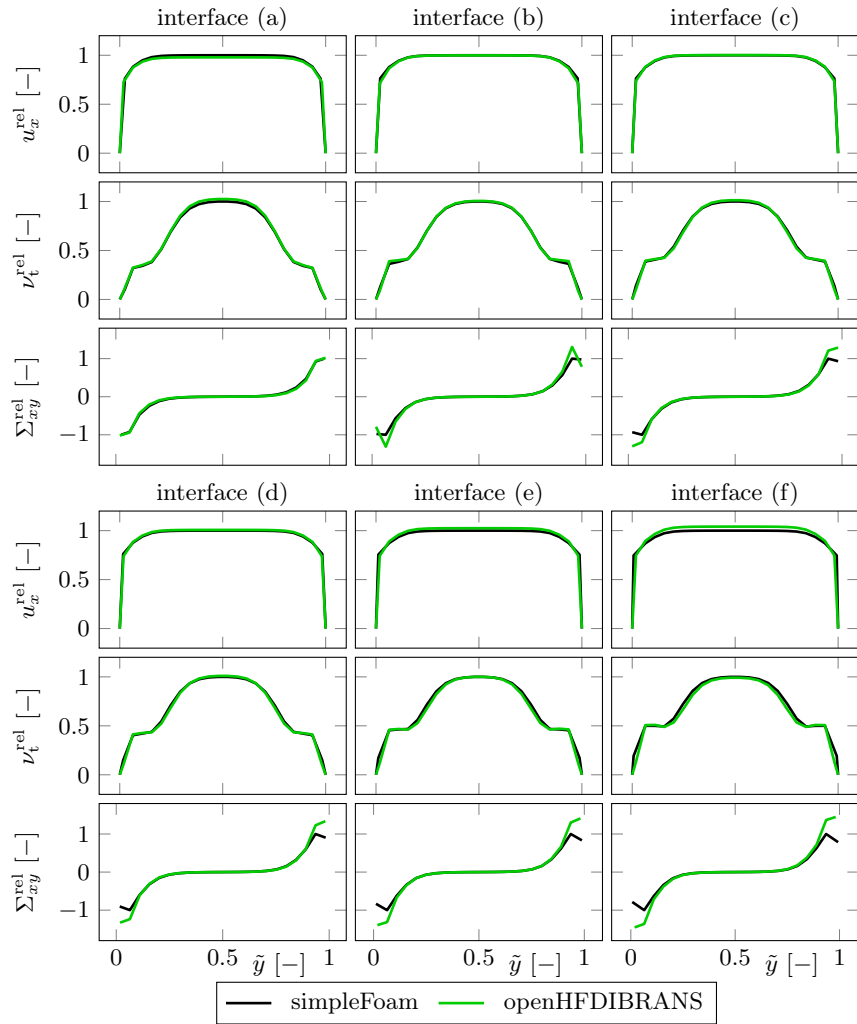 interface (a) interface (b) interface (c)
1
0.5
0
u_x^rel [−]
1
0.5
0
ν_t^rel [−]
1
0
−1
Σ_xy^rel [−]
interface (d) interface (e) interface (f)
1
0.5
0
u_x^rel [−]
1
0.5
0
ν_t^rel [−]
1
0
−1
Σ_xy^rel [−]
0 0.5 1 0 0.5 1 0 0.5 1
ỹ [−] ỹ [−] ỹ [−]
simpleFoam openHFDIBRANS